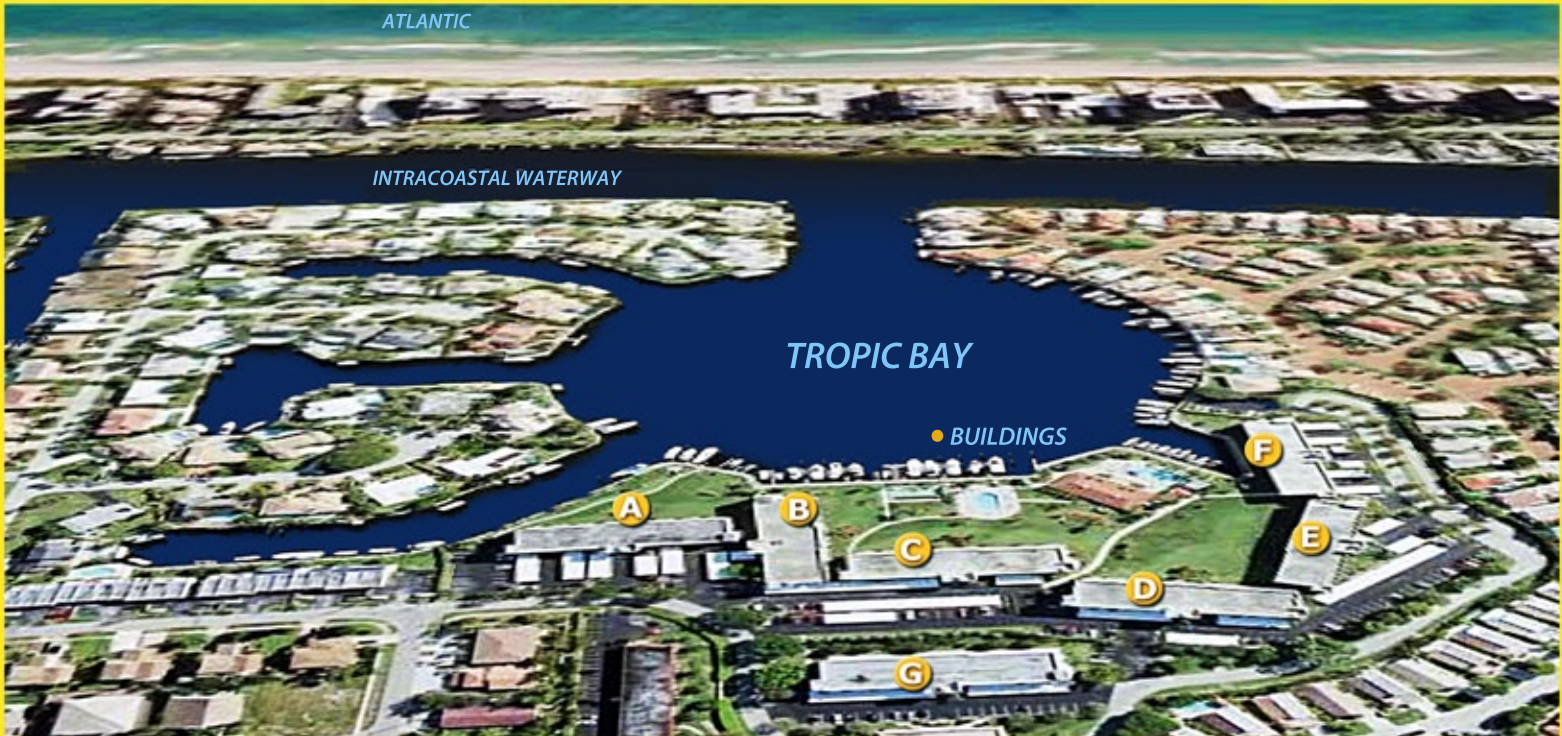 ATLANTIC
INTRACOASTAL WATERWAY
TROPIC BAY
BUILDINGS
F
A
B
E
C
D
G